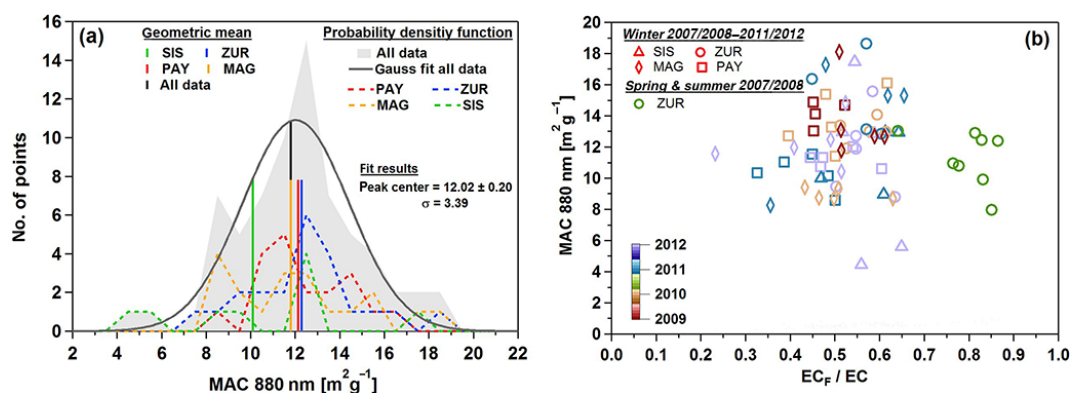 (a)
Geometric mean
SIS ZUR
PAY MAG
All data
Probability densitiy function
All data
Gauss fit all data
PAY ZUR
MAG SIS
Fit results
Peak center = 12.02 ± 0.20
σ = 3.39
No. of points
16
14
12
10
8
6
4
2
0
2 4 6 8 10 12 14 16 18 20 22
MAC 880 nm [m²g⁻¹]
(b)
Winter 2007/2008–2011/2012
SIS ZUR
MAG PAY
Spring & summer 2007/2008
ZUR
2012
2011
2010
2009
MAC 880 nm [m² g⁻¹]
20
18
16
14
12
10
8
6
4
2
0
0.0 0.1 0.2 0.3 0.4 0.5 0.6 0.7 0.8 0.9 1.0
EC_F / EC